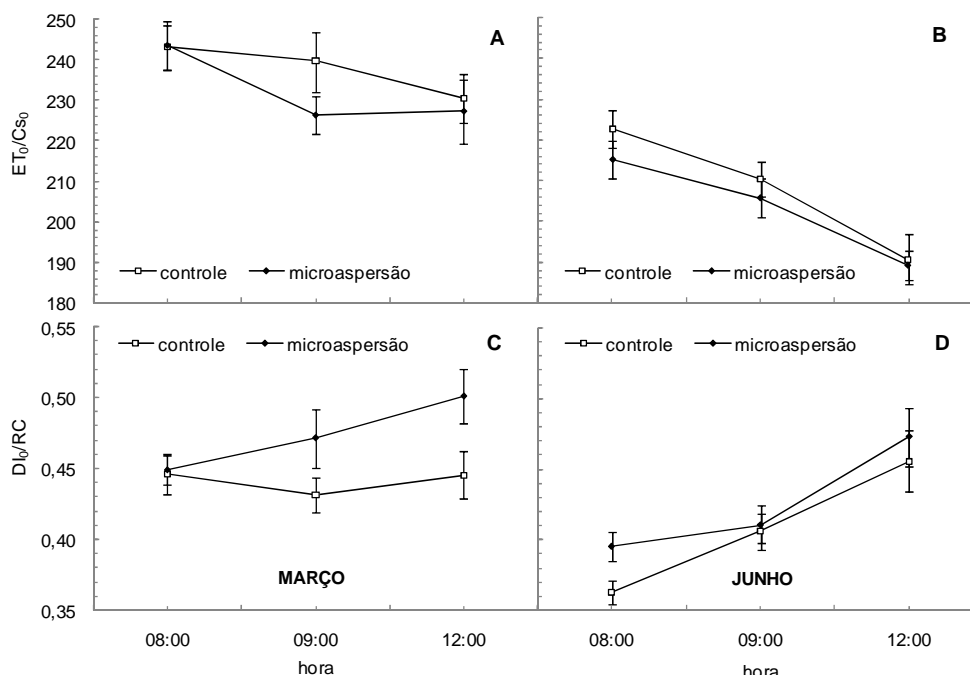 A
B
ET₀/Cs₀
250
240
230
220
210
200
190
180
controle microaspersão
controle microaspersão
C
D
controle microaspersão
controle microaspersão
DI₀/RC
0,55
0,50
0,45
0,40
0,35
MARÇO
JUNHO
08:00 09:00 12:00
08:00 09:00 12:00
hora
hora